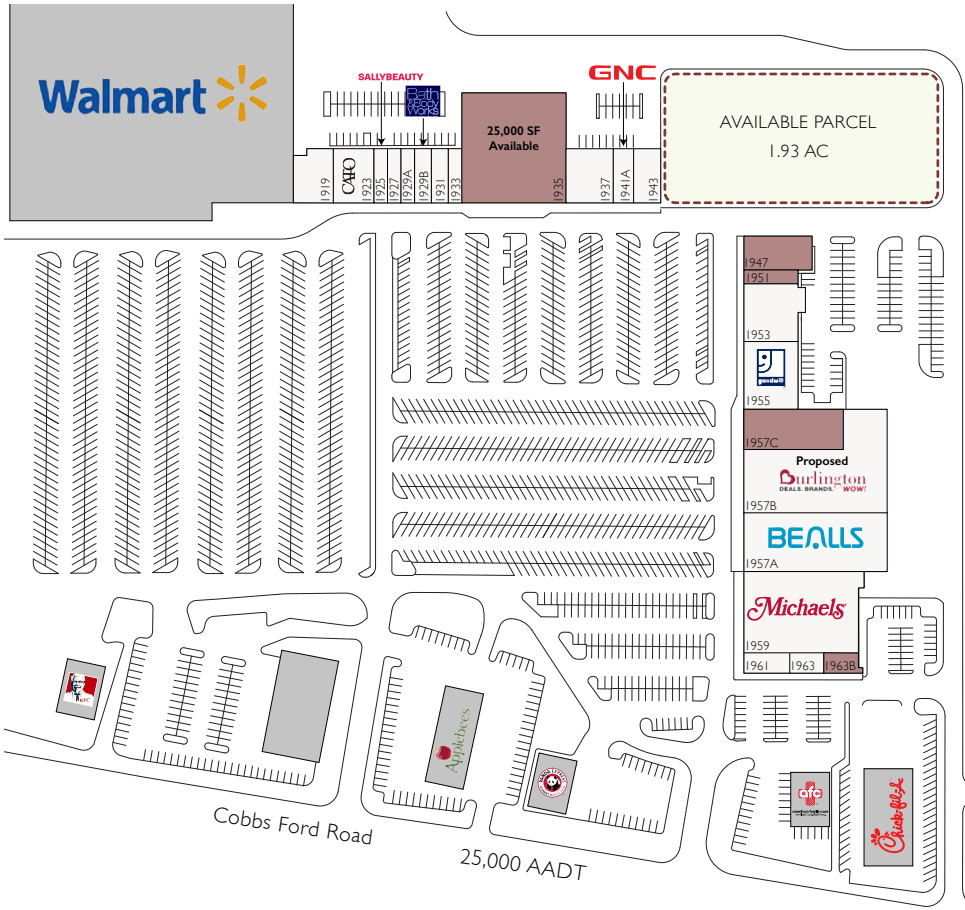 Walmart
SALLYBEAUTY
Bath
&Body
Works
GNC
25,000 SF
Available
AVAILABLE PARCEL
1.93 AC
1919
CATO
1923
1925
1927
1929A
1929B
1931
1933
1935
1937
1941A
1943
1947
1951
1953
goodwill
1955
1957C
Proposed
Burlington
DEALS. BRANDS. WOW!
1957B
BEALLS
1957A
Michaels
1959
1961
1963
1963B
KFC
Applebees
PANDA EXPRESS
afc
Chick-fil-A
Cobbs Ford Road
25,000 AADT